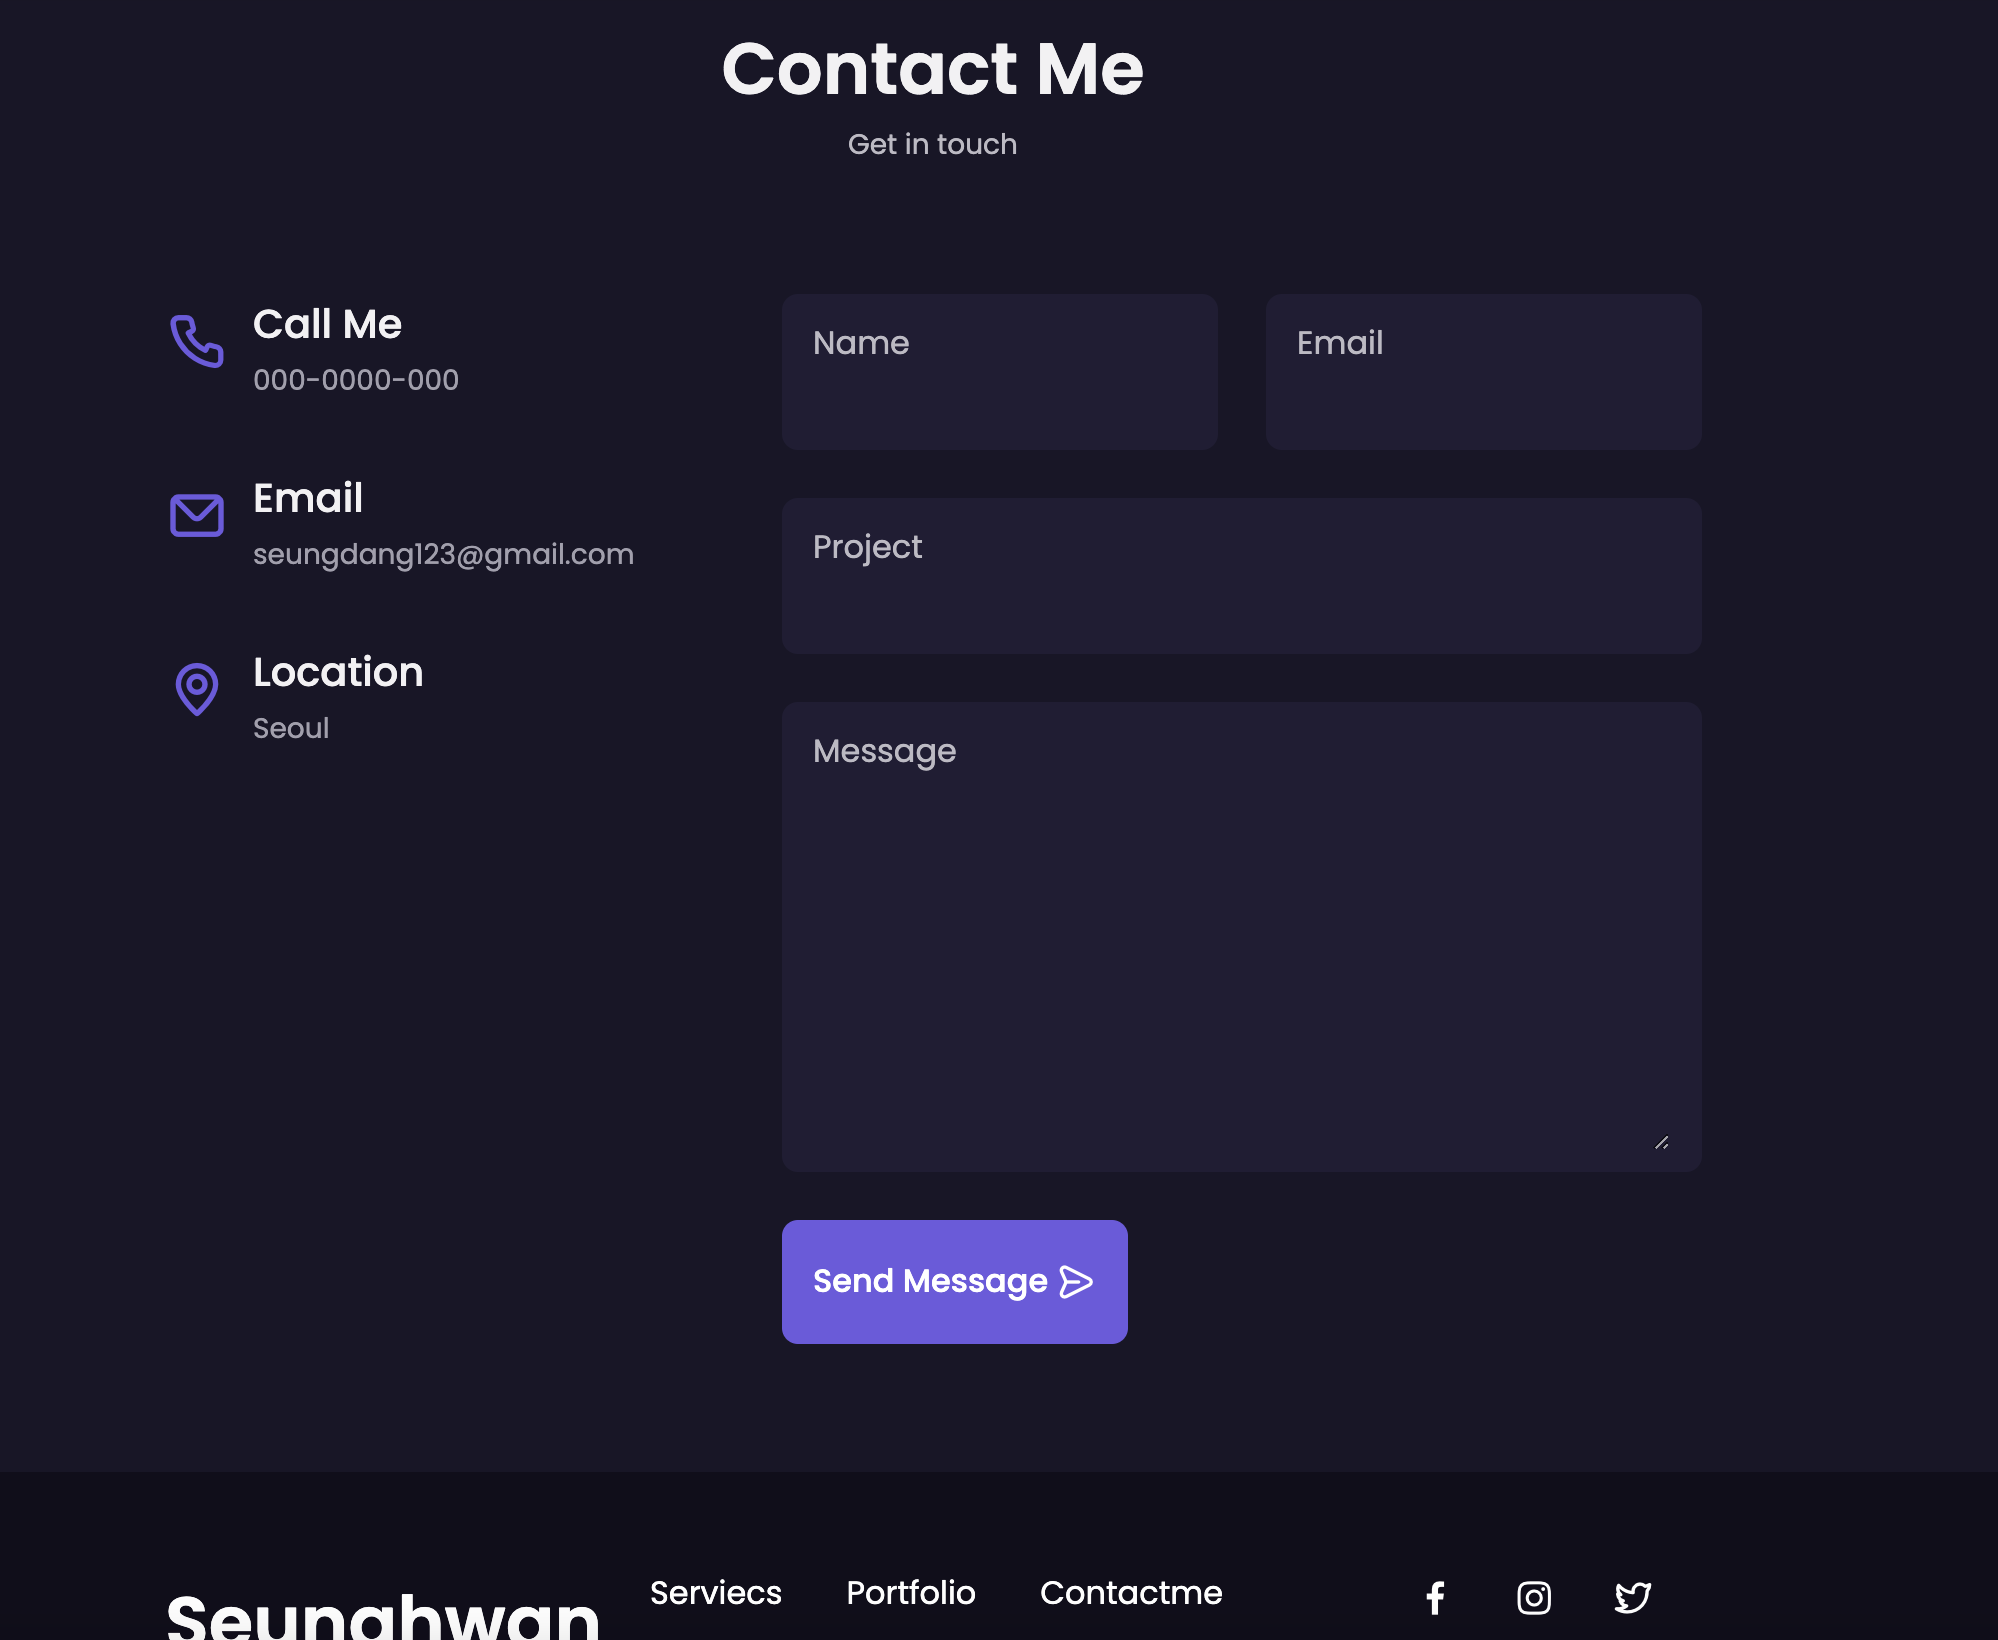 Contact Me
Get in touch
Call Me
000-0000-000
Email
seungdang123@gmail.com
Location
Seoul
Name
Email
Project
Message
Send Message
Seunghwan
Serviecs
Portfolio
Contactme